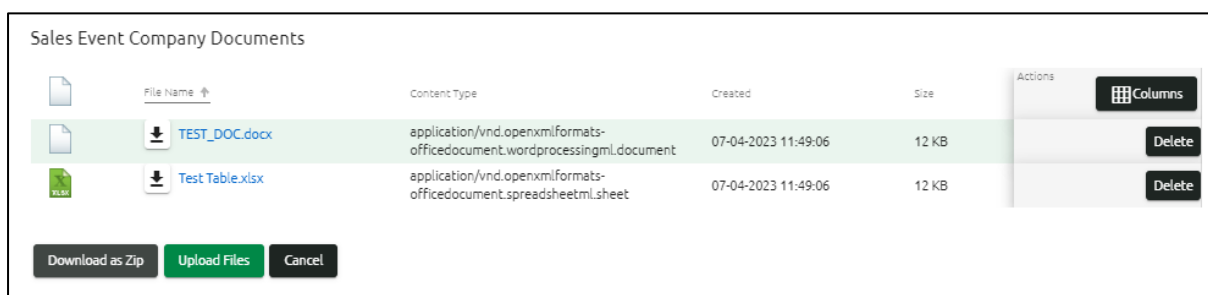 Sales Event Company Documents
File Name Content Type Created Size Actions Columns
TEST_DOC.docx application/vnd.openxmlformats-officedocument.wordprocessingml.document 07-04-2023 11:49:06 12 KB Delete
XLSX Test Table.xlsx application/vnd.openxmlformats-officedocument.spreadsheetml.sheet 07-04-2023 11:49:06 12 KB Delete
Download as Zip Upload Files Cancel